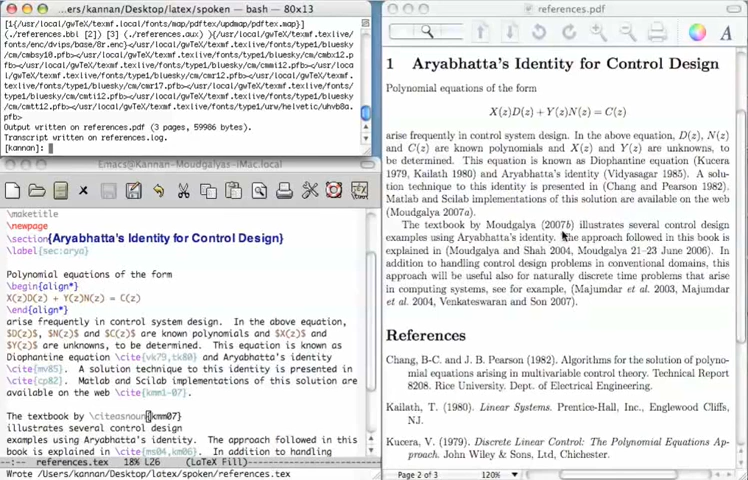 ...ers/kannan/Desktop/latex/spoken — bash — 80x13
[1{/usr/local/gwTeX/texmf.texlive/fonts/map/pdftex/updmap/pdftex.map}]
(./references.bbl [2]) [3] (./references.aux) ){/usr/local/gwTeX/texmf.texlive/
fonts/enc/dvips/base/8r.enc}</usr/local/gwTeX/texmf.texlive/fonts/type1/bluesky
/cm/cmbsy10.pfb></usr/local/gwTeX/texmf.texlive/fonts/type1/bluesky/cm/cmbx12.p
fb></usr/local/gwTeX/texmf.texlive/fonts/type1/bluesky/cm/cmmi12.pfb></usr/loca
l/gwTeX/texmf.texlive/fonts/type1/bluesky/cm/cmr12.pfb></usr/local/gwTeX/texmf.
texlive/fonts/type1/bluesky/cm/cmr17.pfb></usr/local/gwTeX/texmf.texlive/fonts/
type1/bluesky/cm/cmti12.pfb></usr/local/gwTeX/texmf.texlive/fonts/type1/bluesky
/cm/cmtt12.pfb></usr/local/gwTeX/texmf.texlive/fonts/type1/urw/helvetic/uhvb8a.
pfb>
Output written on references.pdf (3 pages, 59986 bytes).
Transcript written on references.log.
[kannan]:
Emacs@Kannan-Moudgalyas-iMac.local
\maketitle
\newpage
\section{Aryabhatta's Identity for Control Design}
\label{sec:arya}
Polynomial equations of the form
\begin{align*}
X(z)D(z) + Y(z)N(z) = C(z)
\end{align*}
arise frequently in control system design. In the above equation,
$D(z)$, $N(z)$ and $C(z)$ are known polynomials and $X(z)$ and
$Y(z)$ are unknowns, to be determined. This equation is known as
Diophantine equation \cite{vk79,tk80} and Aryabhatta's identity
\cite{mv85}. A solution technique to this identity is presented in
\cite{cp82}. Matlab and Scilab implementations of this solution are
available on the web \cite{kmm1-07}.
The textbook by \citeasnoun{kmm07}
illustrates several control design
examples using Aryabhatta's identity. The approach followed in this
book is explained in \cite{ms04,km06}. In addition to handling
references.tex 18% L26 (LaTeX Fill)
Wrote /Users/kannan/Desktop/latex/spoken/references.tex
references.pdf
A
1 Aryabhatta's Identity for Control Design
Polynomial equations of the form
X(z)D(z) + Y(z)N(z) = C(z)
arise frequently in control system design. In the above equation, D(z), N(z)
and C(z) are known polynomials and X(z) and Y(z) are unknowns, to
be determined. This equation is known as Diophantine equation (Kucera
1979, Kailath 1980) and Aryabhatta's identity (Vidyasagar 1985). A solu-
tion technique to this identity is presented in (Chang and Pearson 1982).
Matlab and Scilab implementations of this solution are available on the web
(Moudgalya 2007a).
The textbook by Moudgalya (2007b) illustrates several control design
examples using Aryabhatta's identity. The approach followed in this book is
explained in (Moudgalya and Shah 2004, Moudgalya 21–23 June 2006). In
addition to handling control design problems in conventional domains, this
approach will be useful also for naturally discrete time problems that arise
in computing systems, see for example, (Majumdar et al. 2003, Majumdar
et al. 2004, Venkateswaran and Son 2007).
References
Chang, B-C. and J. B. Pearson (1982). Algorithms for the solution of polyno-
mial equations arising in multivariable control theory. Technical Report
8208. Rice University. Dept. of Electrical Engineering.
Kailath, T. (1980). Linear Systems. Prentice-Hall, Inc., Englewood Cliffs,
NJ.
Kucera, V. (1979). Discrete Linear Control: The Polynomial Equations Ap-
proach. John Wiley & Sons, Ltd, Chichester.
Page 2 of 3 120%